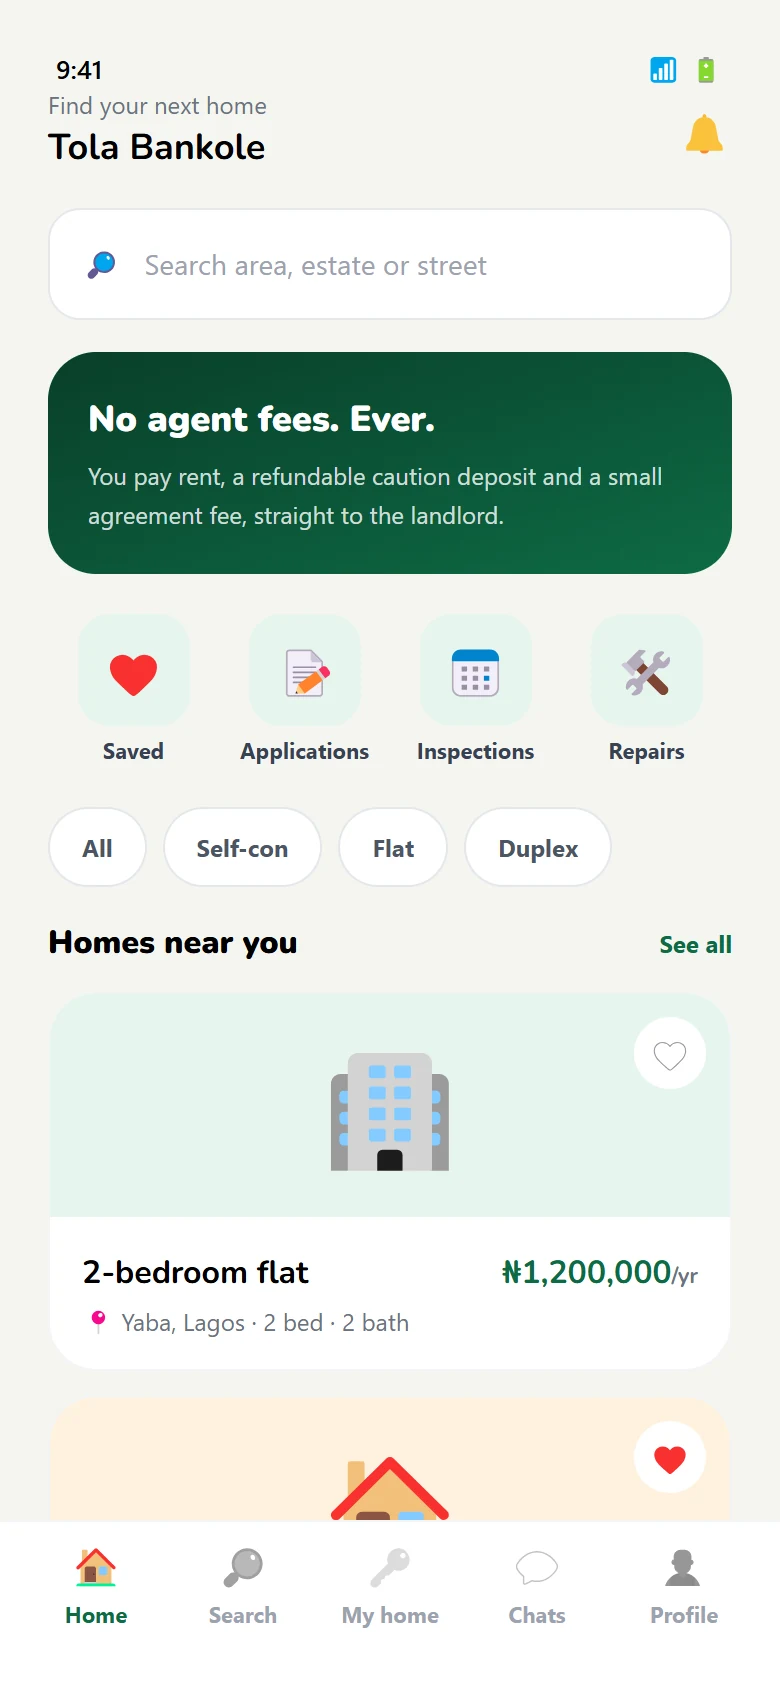 9:41
Find your next home
Tola Bankole
Search area, estate or street
No agent fees. Ever.
You pay rent, a refundable caution deposit and a small
agreement fee, straight to the landlord.
Saved
Applications
Inspections
Repairs
All
Self-con
Flat
Duplex
Homes near you
See all
2-bedroom flat
₦1,200,000/yr
Yaba, Lagos · 2 bed · 2 bath
Home
Search
My home
Chats
Profile